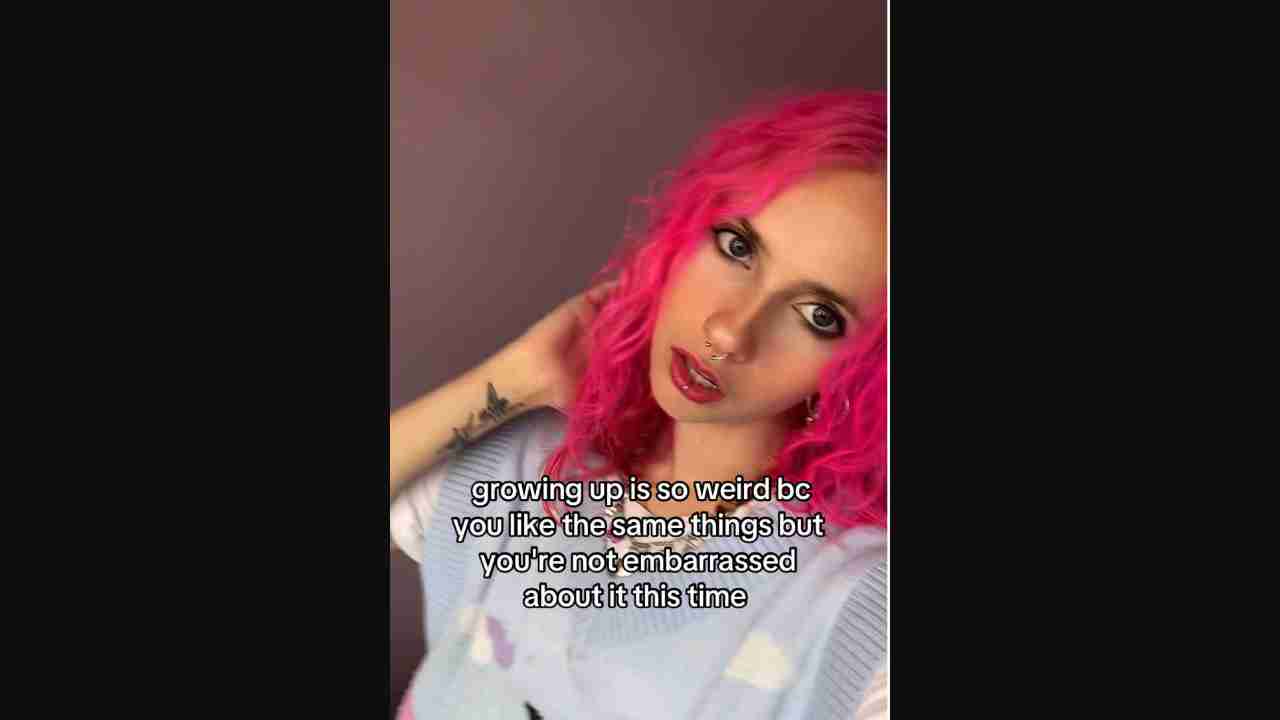 growing up is so weird bc
you like the same things but
you're not embarrassed
about it this time